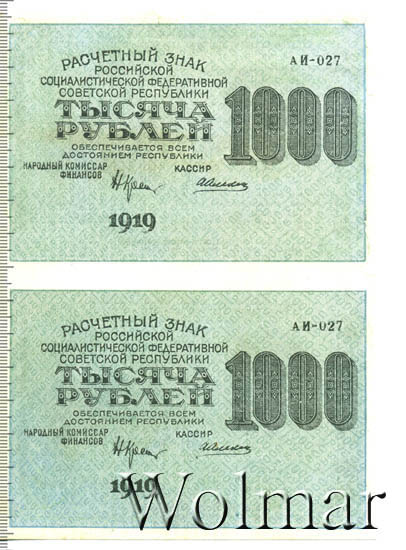 РАСЧЕТНЫЙ ЗНАК
АИ-027
РОССИЙСКОЙ
СОЦИАЛИСТИЧЕСКОЙ ФЕДЕРАТИВНОЙ
СОВЕТСКОЙ РЕСПУБЛИКИ
ТЫСЯЧА
РУБЛЕЙ
1000
ОБЕСПЕЧИВАЕТСЯ ВСЕМ
ДОСТОЯНИЕМ РЕСПУБЛИКИ
НАРОДНЫЙ КОМИССАР
ФИНАНСОВ
КАССИР
1919
РАСЧЕТНЫЙ ЗНАК
АИ-027
РОССИЙСКОЙ
СОЦИАЛИСТИЧЕСКОЙ ФЕДЕРАТИВНОЙ
СОВЕТСКОЙ РЕСПУБЛИКИ
ТЫСЯЧА
РУБЛЕЙ
1000
ОБЕСПЕЧИВАЕТСЯ ВСЕМ
ДОСТОЯНИЕМ РЕСПУБЛИКИ
НАРОДНЫЙ КОМИССАР
ФИНАНСОВ
КАССИР
1919
Wolmar